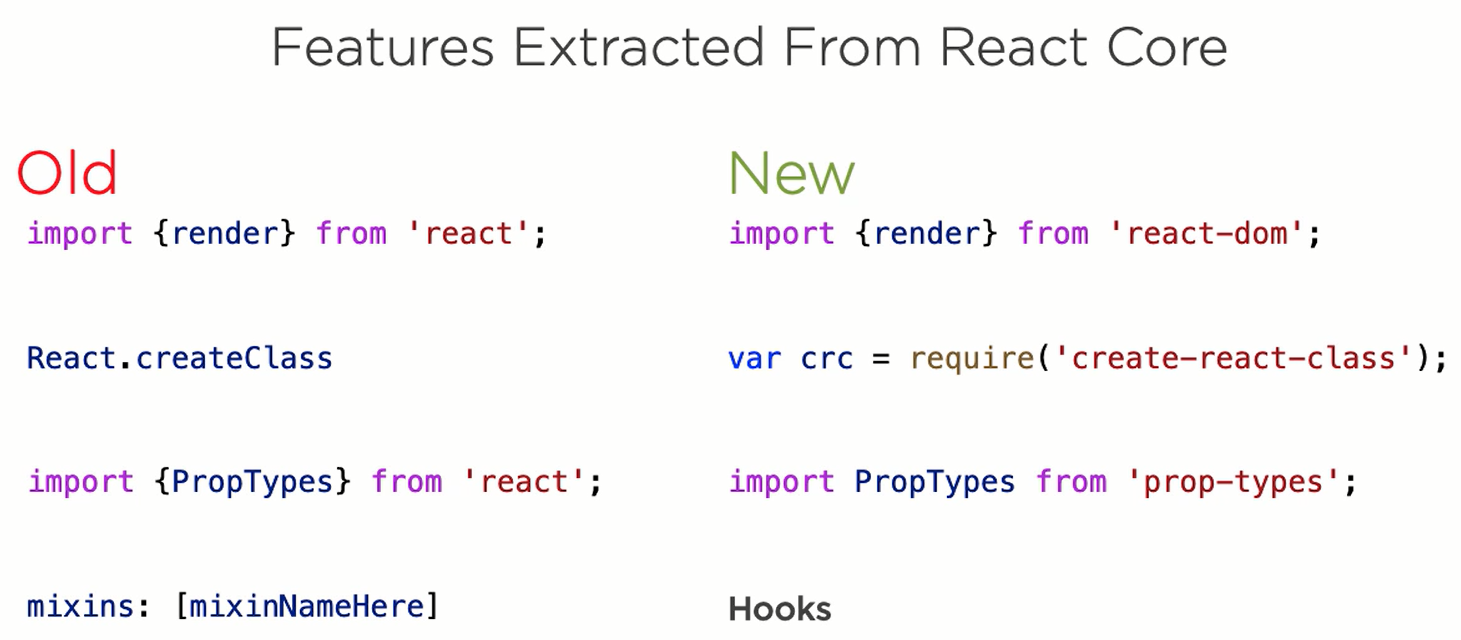 Features Extracted From React Core
Old
import {render} from 'react';
React.createClass
import {PropTypes} from 'react';
mixins: [mixinNameHere]
New
import {render} from 'react-dom';
var crc = require('create-react-class');
import PropTypes from 'prop-types';
Hooks